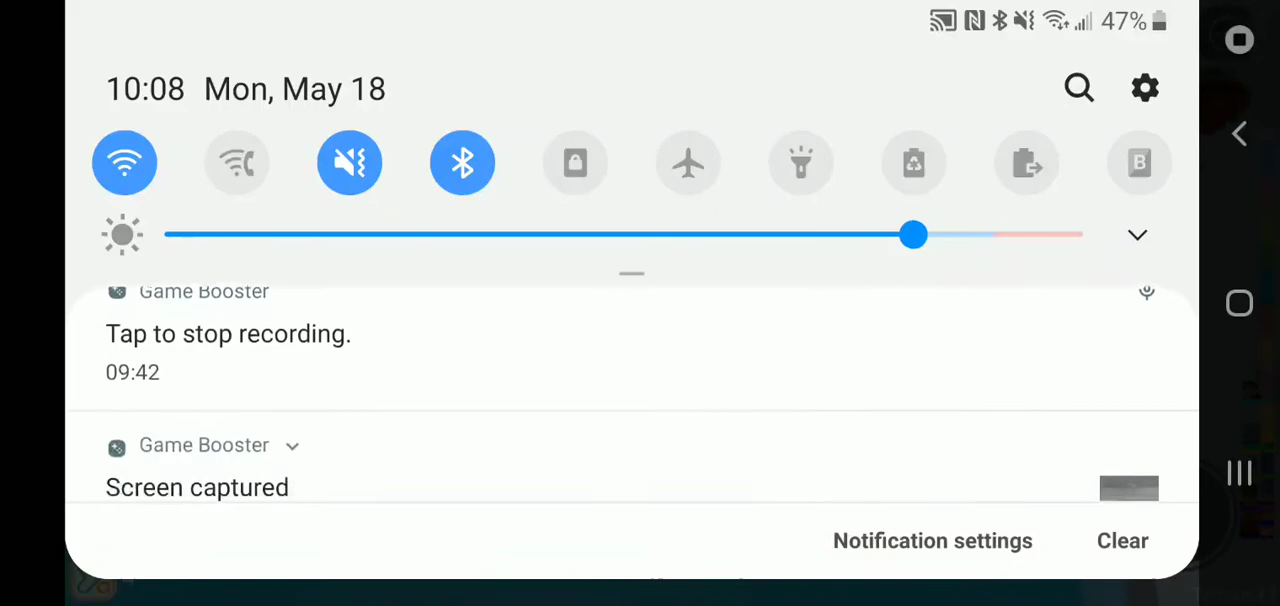 47%
10:08 Mon, May 18
B
Game Booster
Tap to stop recording.
09:42
Game Booster
Screen captured
Notification settings
Clear